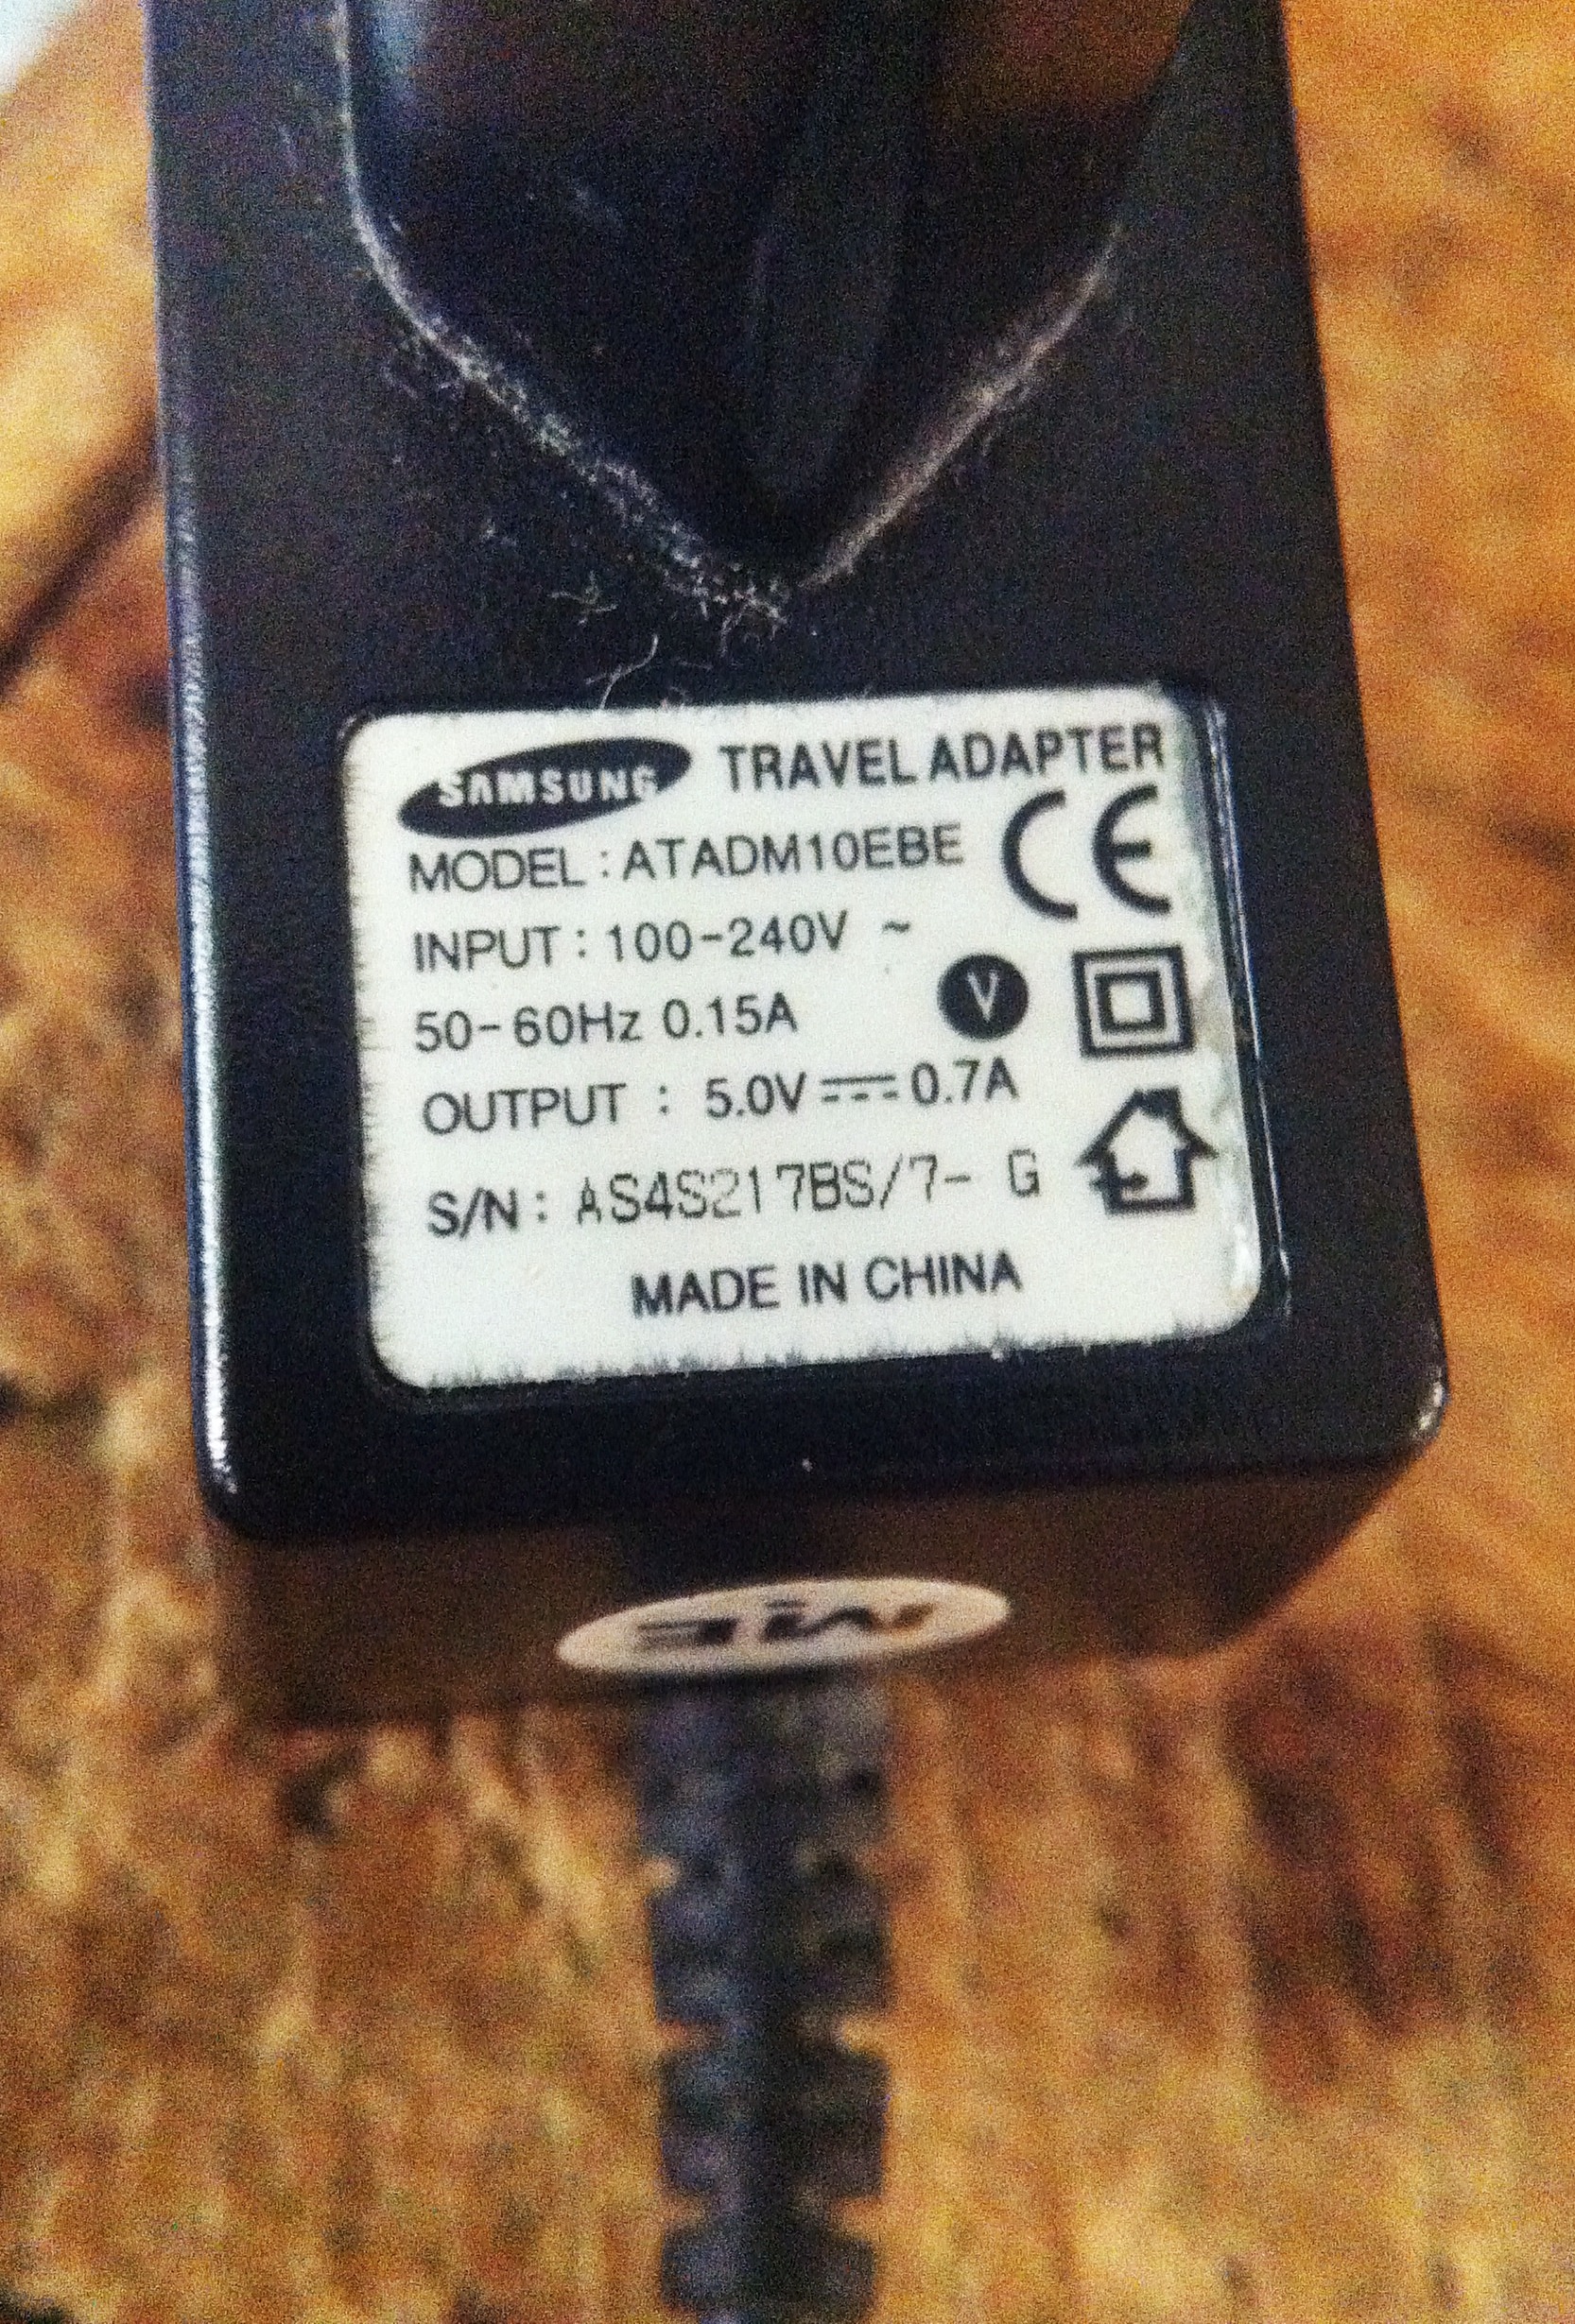 SAMSUNG TRAVEL ADAPTER
MODEL : ATADM10EBE CE
INPUT : 100-240V ~
50-60Hz 0.15A V
OUTPUT : 5.0V ⎓ 0.7A
S/N : AS4S217BS/7- G
MADE IN CHINA